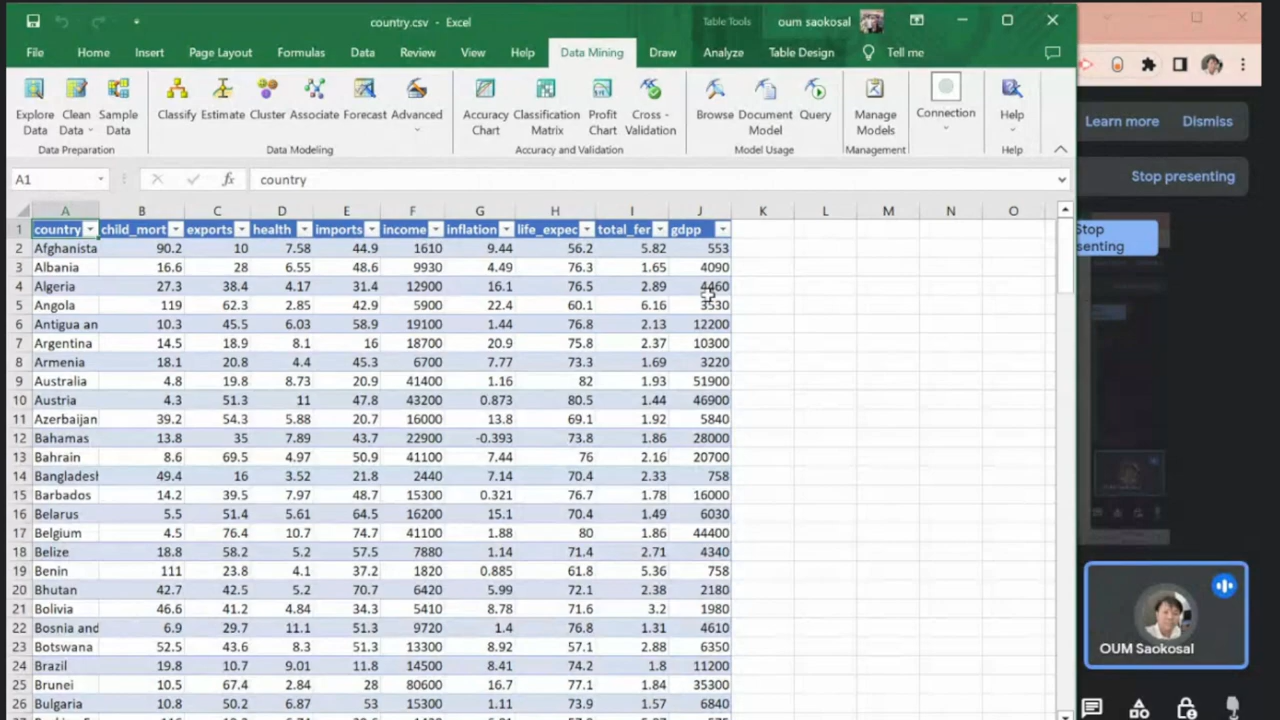 country.csv - Excel
Table Tools
oum saokosal
File Home Insert Page Layout Formulas Data Review View Help Data Mining Draw Analyze Table Design Tell me
Explore Data
Clean Data
Sample Data
Data Preparation
Classify
Estimate
Cluster
Associate
Forecast
Advanced
Data Modeling
Accuracy Chart
Classification Matrix
Profit Chart
Cross - Validation
Accuracy and Validation
Browse
Document Model
Query
Model Usage
Manage Models
Management
Connection
Help
Help
Learn more Dismiss
Stop presenting
A1 fx country
A B C D E F G H I J K L M N O
1 country child_mort exports health imports income inflation life_expec total_fer gdpp
2 Afghanista 90.2 10 7.58 44.9 1610 9.44 56.2 5.82 553
3 Albania 16.6 28 6.55 48.6 9930 4.49 76.3 1.65 4090
4 Algeria 27.3 38.4 4.17 31.4 12900 16.1 76.5 2.89 4460
5 Angola 119 62.3 2.85 42.9 5900 22.4 60.1 6.16 3530
6 Antigua an 10.3 45.5 6.03 58.9 19100 1.44 76.8 2.13 12200
7 Argentina 14.5 18.9 8.1 16 18700 20.9 75.8 2.37 10300
8 Armenia 18.1 20.8 4.4 45.3 6700 7.77 73.3 1.69 3220
9 Australia 4.8 19.8 8.73 20.9 41400 1.16 82 1.93 51900
10 Austria 4.3 51.3 11 47.8 43200 0.873 80.5 1.44 46900
11 Azerbaijan 39.2 54.3 5.88 20.7 16000 13.8 69.1 1.92 5840
12 Bahamas 13.8 35 7.89 43.7 22900 -0.393 73.8 1.86 28000
13 Bahrain 8.6 69.5 4.97 50.9 41100 7.44 76 2.16 20700
14 Bangladesh 49.4 16 3.52 21.8 2440 7.14 70.4 2.33 758
15 Barbados 14.2 39.5 7.97 48.7 15300 0.321 76.7 1.78 16000
16 Belarus 5.5 51.4 5.61 64.5 16200 15.1 70.4 1.49 6030
17 Belgium 4.5 76.4 10.7 74.7 41100 1.88 80 1.86 44400
18 Belize 18.8 58.2 5.2 57.5 7880 1.14 71.4 2.71 4340
19 Benin 111 23.8 4.1 37.2 1820 0.885 61.8 5.36 758
20 Bhutan 42.7 42.5 5.2 70.7 6420 5.99 72.1 2.38 2180
21 Bolivia 46.6 41.2 4.84 34.3 5410 8.78 71.6 3.2 1980
22 Bosnia and 6.9 29.7 11.1 51.3 9720 1.4 76.8 1.31 4610
23 Botswana 52.5 43.6 8.3 51.3 13300 8.92 57.1 2.88 6350
24 Brazil 19.8 10.7 9.01 11.8 14500 8.41 74.2 1.8 11200
25 Brunei 10.5 67.4 2.84 28 80600 16.7 77.1 1.84 35300
26 Bulgaria 10.8 50.2 6.87 53 15300 1.11 73.9 1.57 6840
Stop
senting
OUM Saokosal